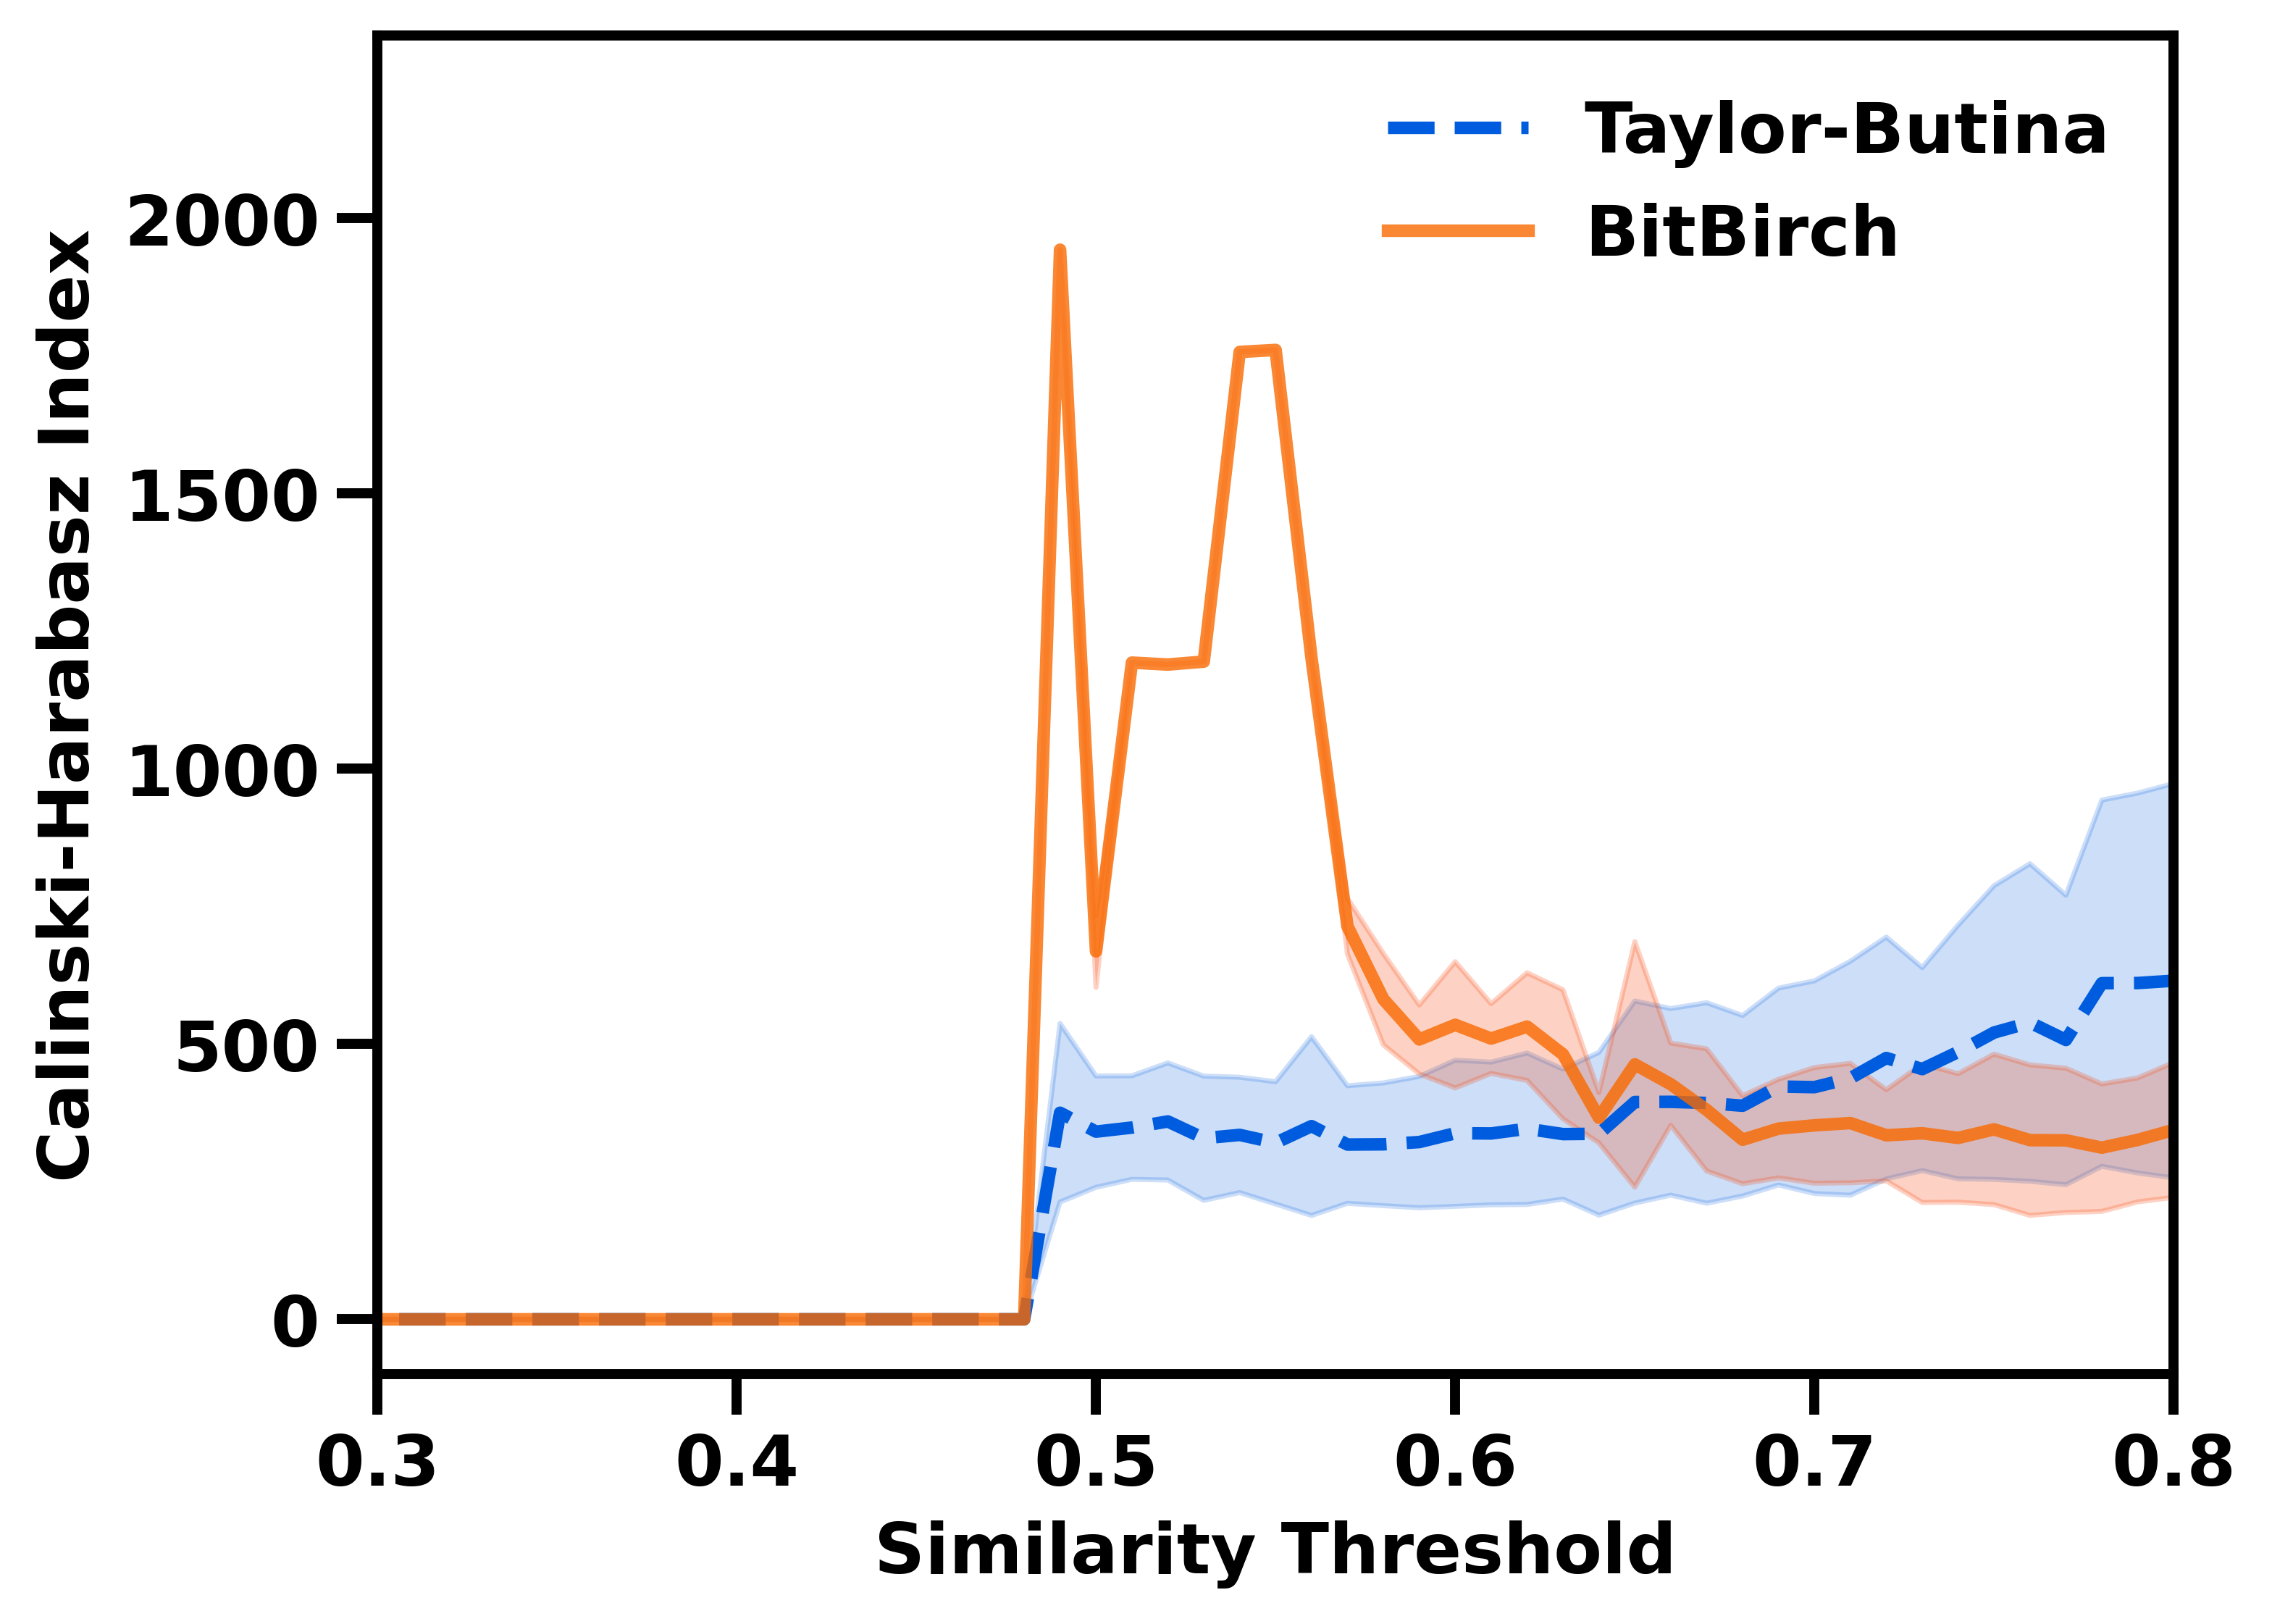 Taylor-Butina
BitBirch
Calinski-Harabasz Index
2000
1500
1000
500
0
0.3 0.4 0.5 0.6 0.7 0.8
Similarity Threshold